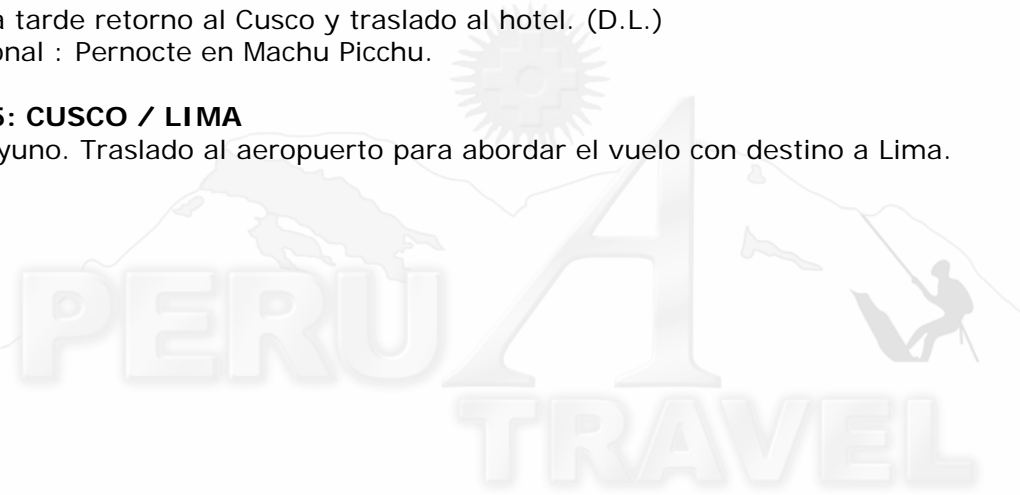 a tarde retorno al Cusco y traslado al hotel. (D.L.)
onal : Pernocte en Machu Picchu.
5: CUSCO / LIMA
yuno. Traslado al aeropuerto para abordar el vuelo con destino a Lima.
PERU A
TRAVEL